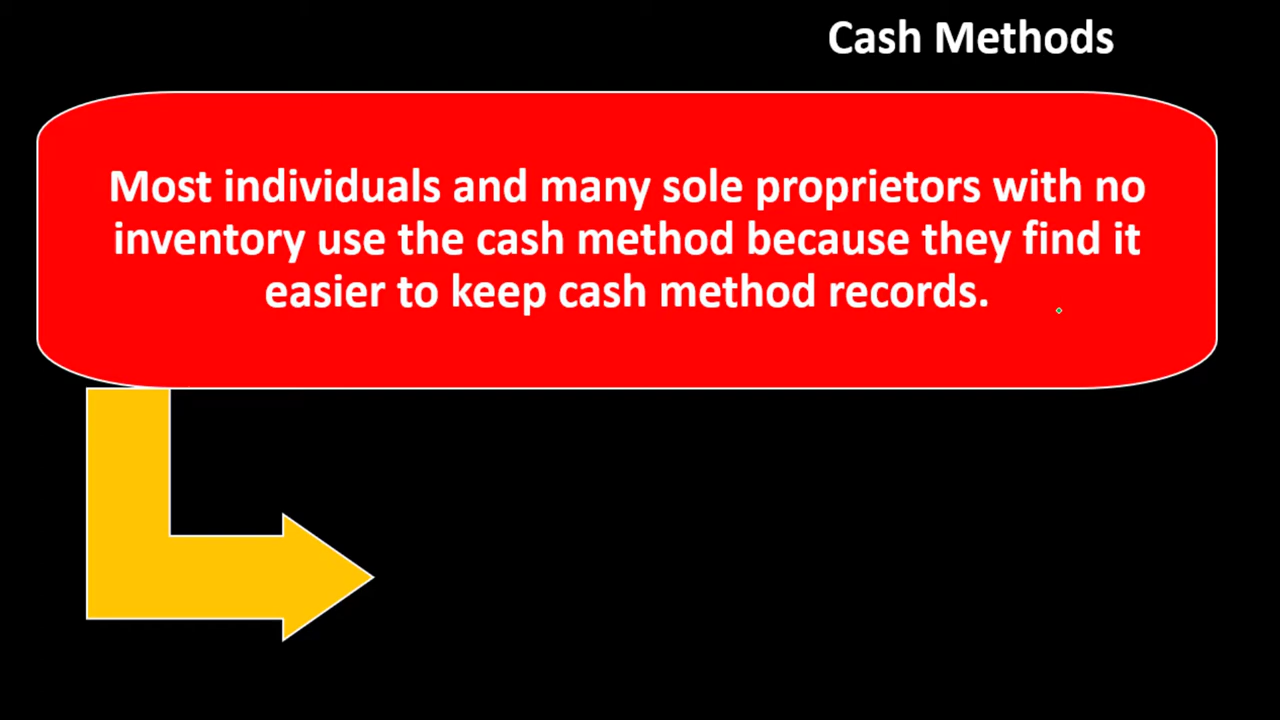 Cash Methods
Most individuals and many sole proprietors with no
inventory use the cash method because they find it
easier to keep cash method records.